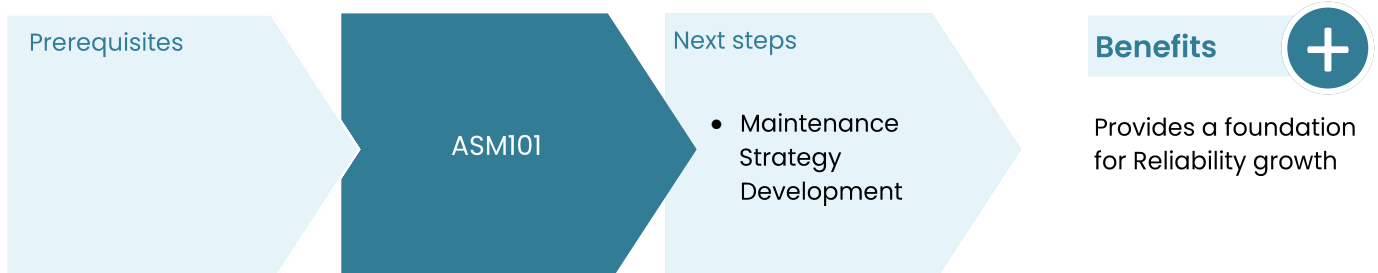 Prerequisites
ASM101
Next steps
● Maintenance
Strategy
Development
Benefits
Provides a foundation
for Reliability growth